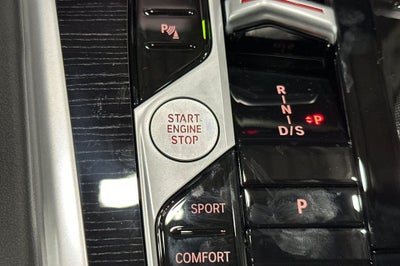 P
START
ENGINE
STOP
R
N
D/S
P
SPORT
P
COMFORT